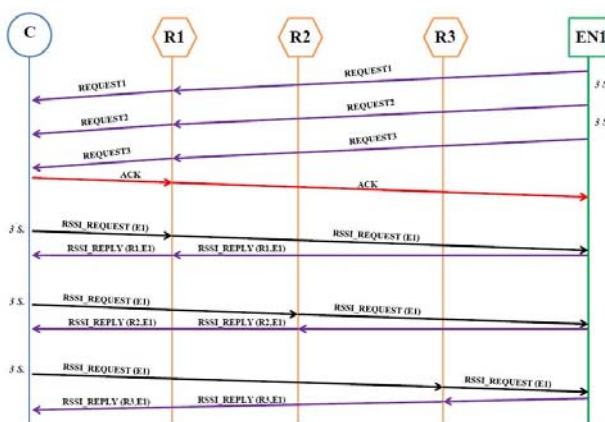 C R1 R2 R3 EN1
REQUEST1 REQUEST1
3 S.
REQUEST2 REQUEST2
3 S.
REQUEST3 REQUEST3
ACK ACK
3 S. RSSI_REQUEST (E1) RSSI_REQUEST (E1)
RSSI_REPLY (R1,E1) RSSI_REPLY (R1,E1)
3 S. RSSI_REQUEST (E1) RSSI_REQUEST (E1)
RSSI_REPLY (R2,E1) RSSI_REPLY (R2,E1)
3 S. RSSI_REQUEST (E1) RSSI_REQUEST (E1)
RSSI_REPLY (R3,E1) RSSI_REPLY (R3,E1)